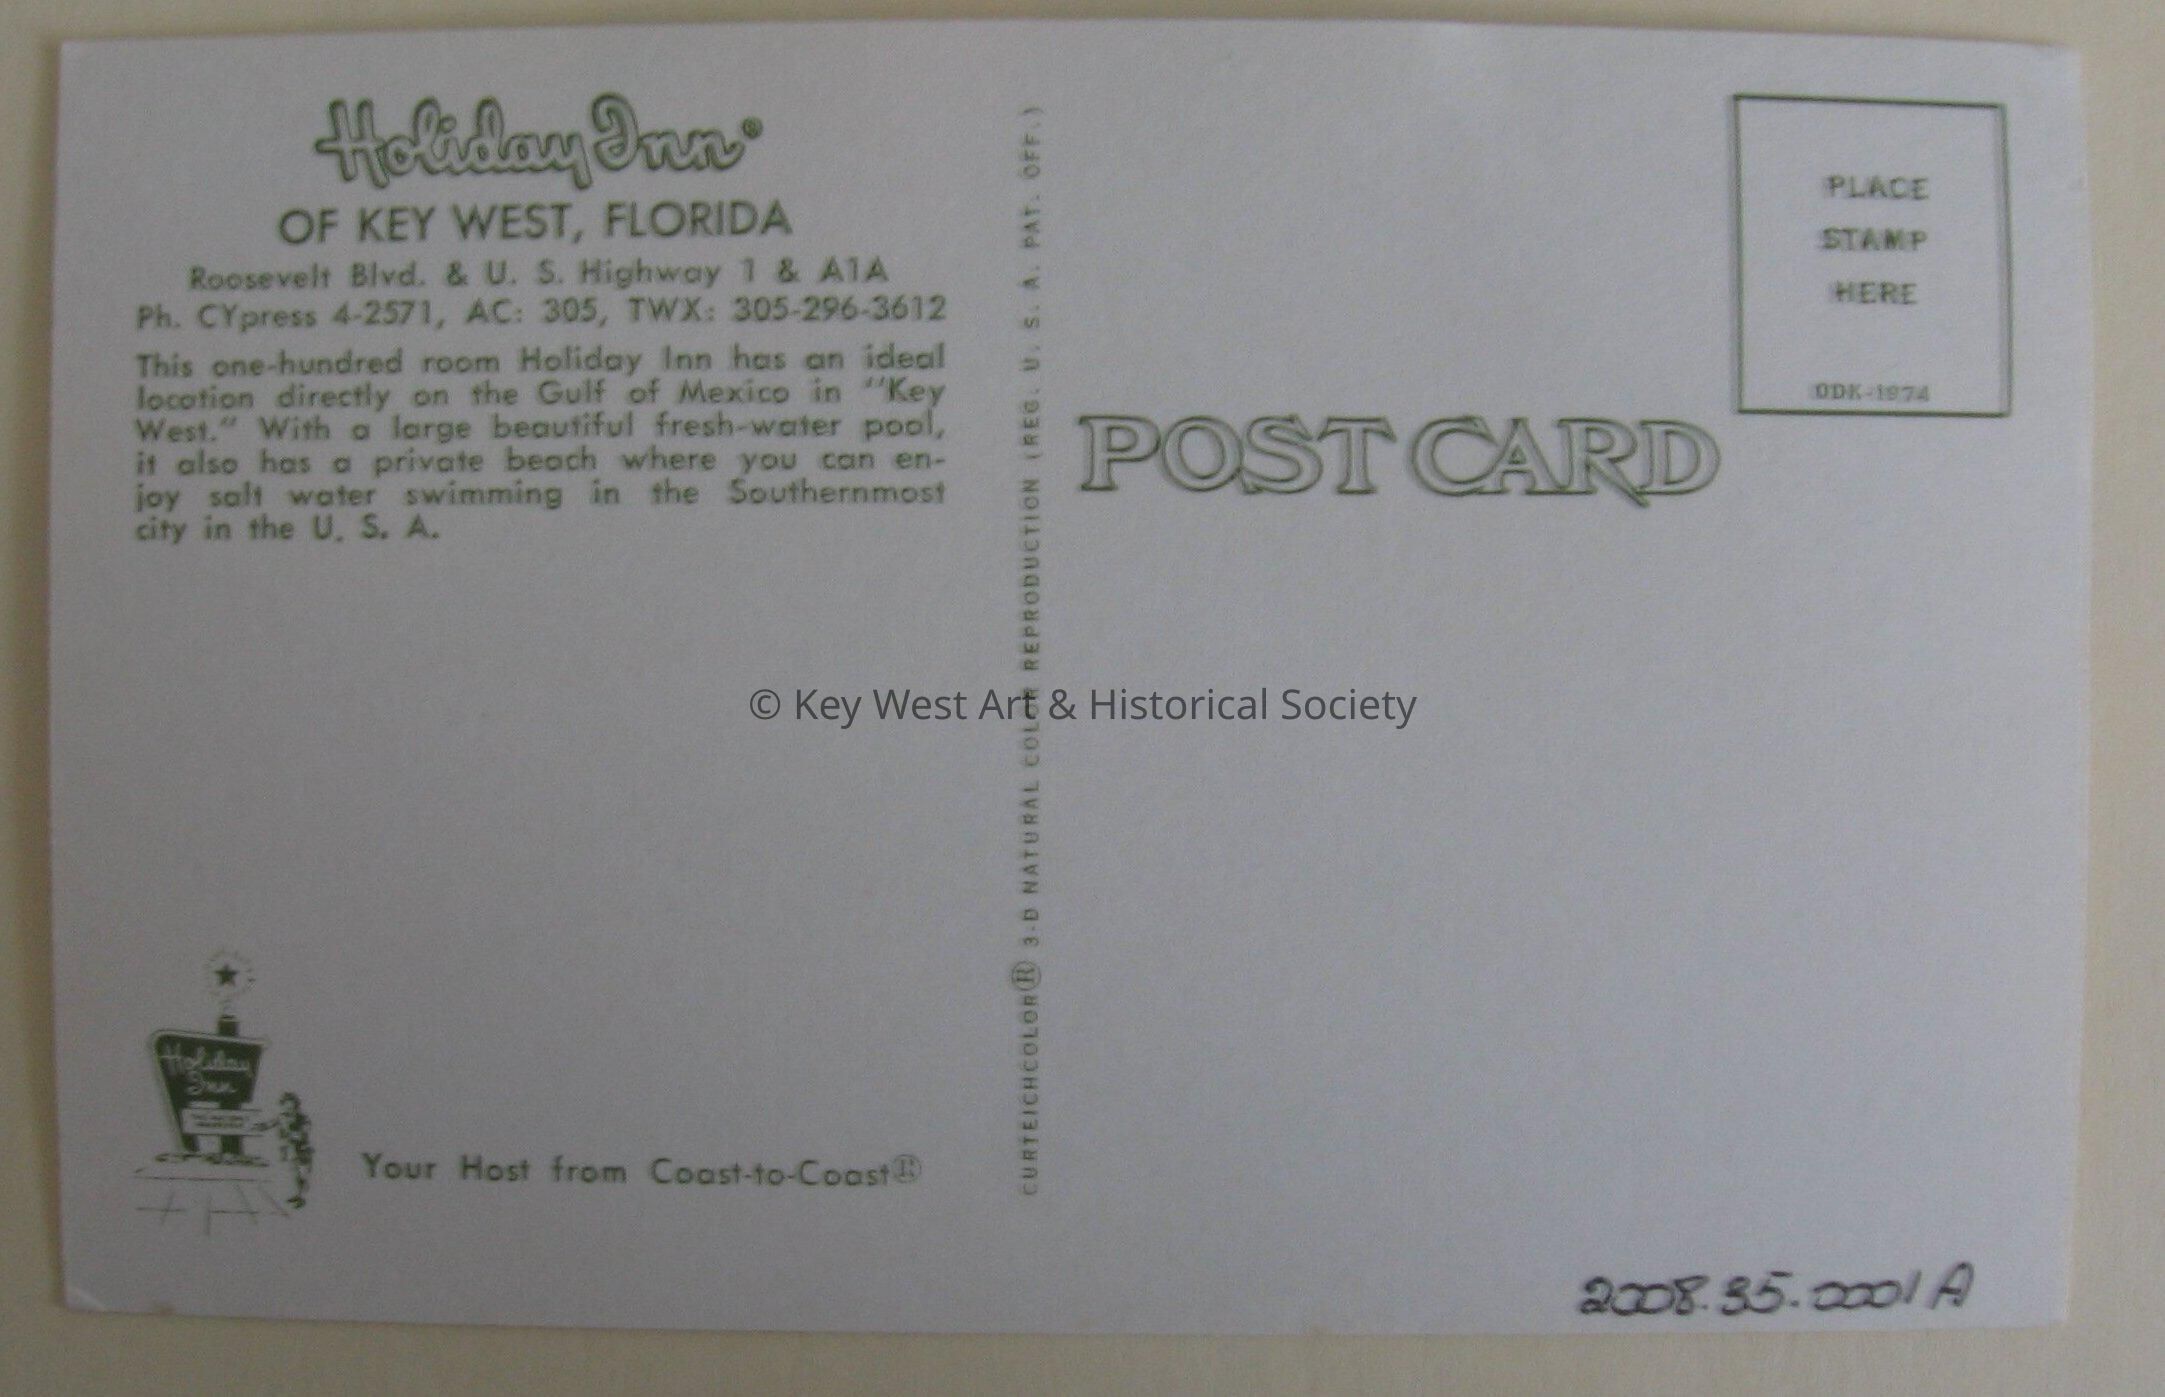 Holiday Inn®
OF KEY WEST, FLORIDA
Roosevelt Blvd. & U. S. Highway 1 & A1A
Ph. CYpress 4-2571, AC: 305, TWX: 305-296-3612
This one-hundred room Holiday Inn has an ideal
location directly on the Gulf of Mexico in "Key
West." With a large beautiful fresh-water pool,
it also has a private beach where you can en-
joy salt water swimming in the Southernmost
city in the U. S. A.
Holiday
Inn
Your Host from Coast-to-Coast®
CURTEICHCOLOR® 3-D NATURAL COLOR REPRODUCTION (REG. U. S. A. PAT. OFF.)
POST CARD
PLACE
STAMP
HERE
0DK-1974
© Key West Art & Historical Society
2008.35.0001A